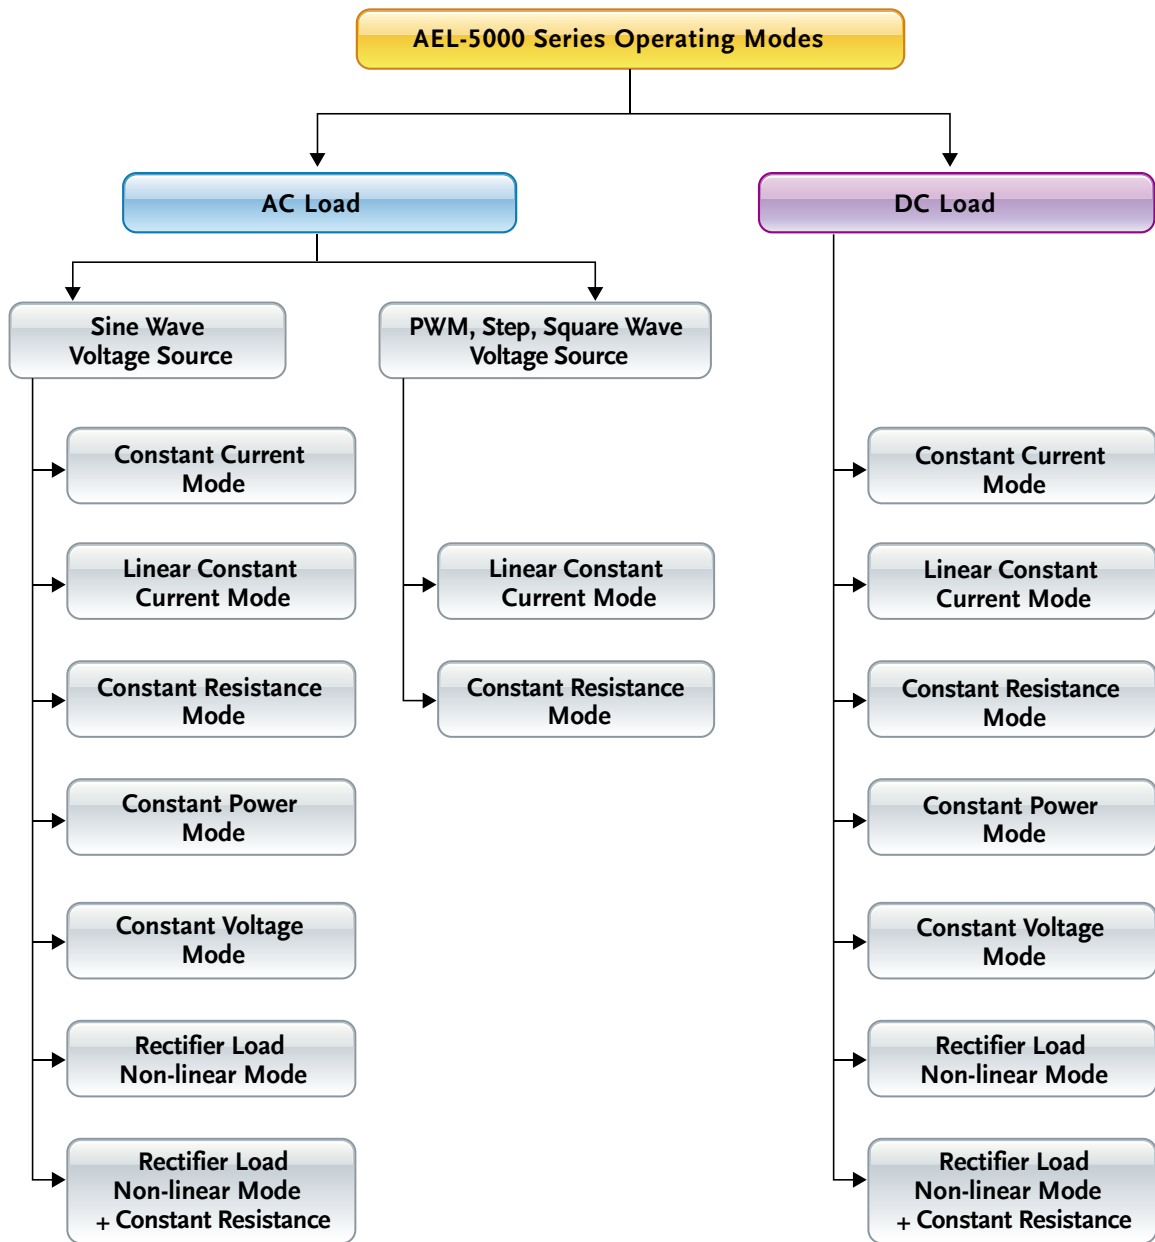 AEL-5000 Series Operating Modes
AC Load
DC Load
Sine Wave
Voltage Source
PWM, Step, Square Wave
Voltage Source
Constant Current
Mode
Linear Constant
Current Mode
Constant Resistance
Mode
Constant Power
Mode
Constant Voltage
Mode
Rectifier Load
Non-linear Mode
Rectifier Load
Non-linear Mode
+ Constant Resistance
Linear Constant
Current Mode
Constant Resistance
Mode
Constant Current
Mode
Linear Constant
Current Mode
Constant Resistance
Mode
Constant Power
Mode
Constant Voltage
Mode
Rectifier Load
Non-linear Mode
Rectifier Load
Non-linear Mode
+ Constant Resistance